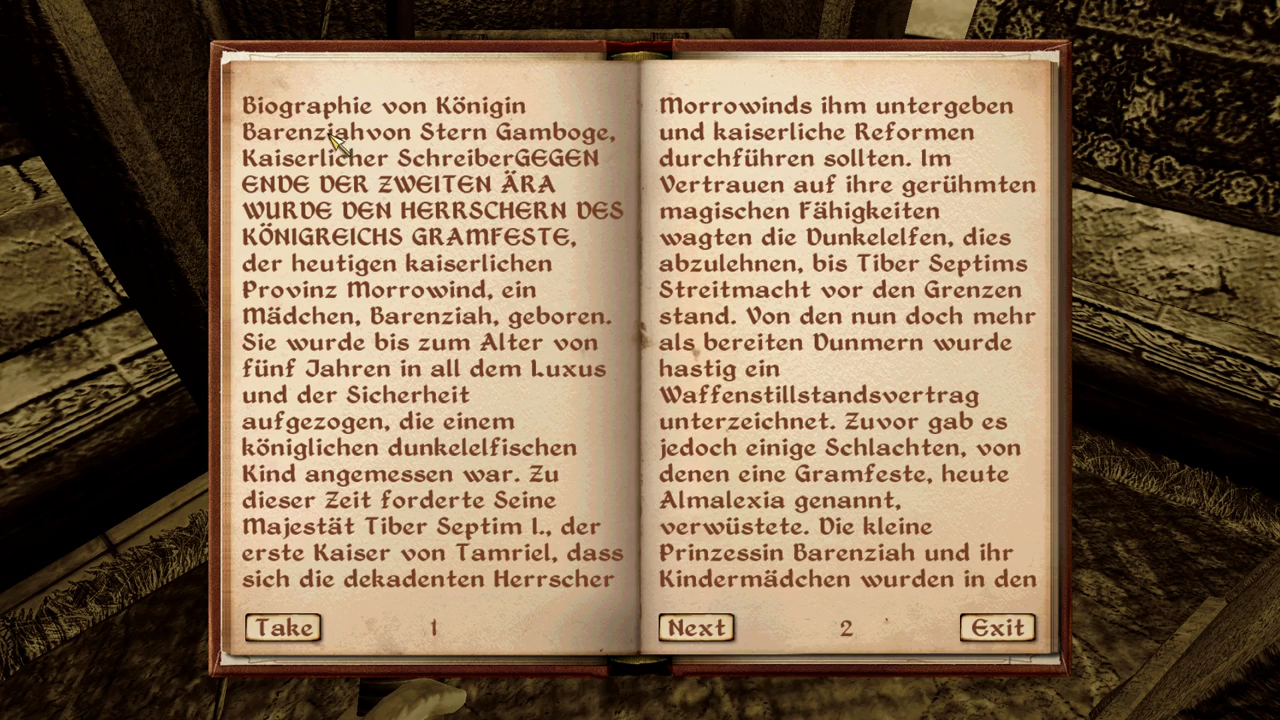 Biographie von Königin
Barenziahvon Stern Gamboge,
Kaiserlicher SchreiberGEGEN
ENDE DER ZWEITEN ÄRA
WURDE DEN HERRSCHERN DES
KÖNIGREICHS GRAMFESTE,
der heutigen kaiserlichen
Provinz Morrowind, ein
Mädchen, Barenziah, geboren.
Sie wurde bis zum Alter von
fünf Jahren in all dem Luxus
und der Sicherheit
aufgezogen, die einem
königlichen dunkelelfischen
Kind angemessen war. Zu
dieser Zeit forderte Seine
Majestät Tiber Septim I., der
erste Kaiser von Tamriel, dass
sich die dekadenten Herrscher
Take
1
Morrowinds ihm untergeben
und kaiserliche Reformen
durchführen sollten. Im
Vertrauen auf ihre gerühmten
magischen Fähigkeiten
wagten die Dunkelelfen, dies
abzulehnen, bis Tiber Septims
Streitmacht vor den Grenzen
stand. Von den nun doch mehr
als bereiten Dunmern wurde
hastig ein
Waffenstillstandsvertrag
unterzeichnet. Zuvor gab es
jedoch einige Schlachten, von
denen eine Gramfeste, heute
Almalexia genannt,
verwüstete. Die kleine
Prinzessin Barenziah und ihr
Kindermädchen wurden in den
Next
2
Exit